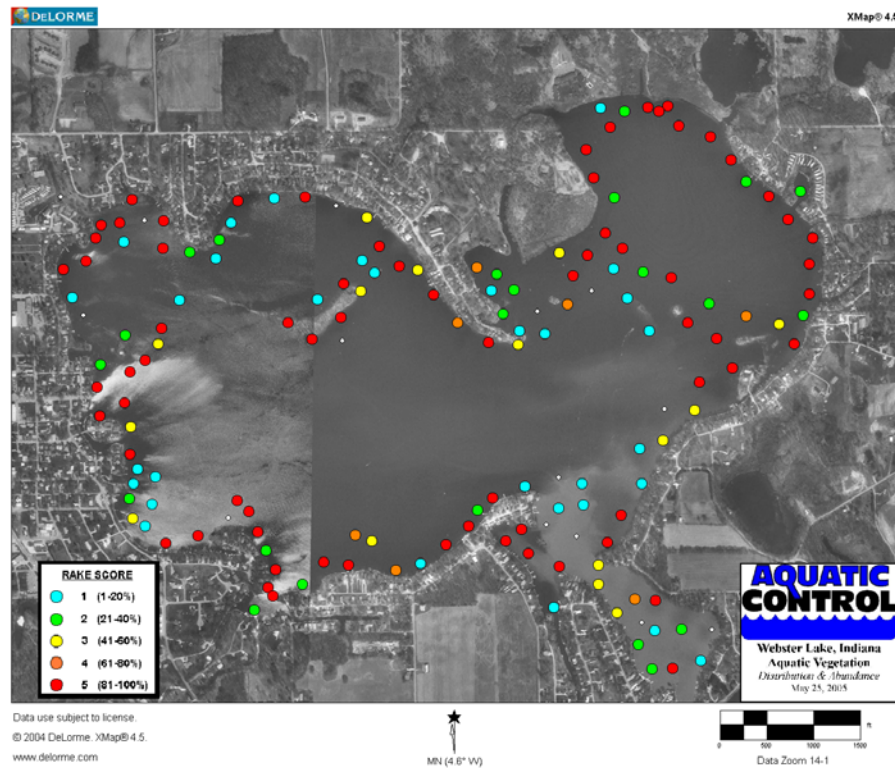 DELORME
XMap® 4.5
RAKE SCORE
1 (1-20%)
2 (21-40%)
3 (41-60%)
4 (61-80%)
5 (81-100%)
AQUATIC
CONTROL
Webster Lake, Indiana
Aquatic Vegetation
Distribution & Abundance
May 25, 2005
Data use subject to license.
© 2004 DeLorme. XMap® 4.5.
www.delorme.com
MN (4.6° W)
ft
0 500 1000 1500
Data Zoom 14-1